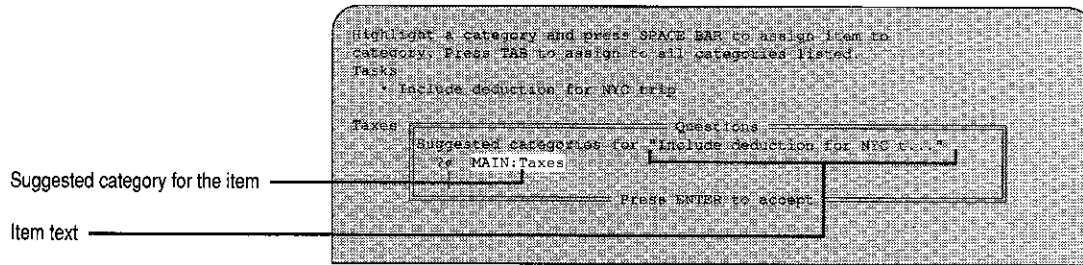 Highlight a category and press SPACE BAR to assign item to
category. Press TAB to assign to all categories listed.
Tasks
• Include deduction for NYC trip
Taxes
Questions
Suggested categories for "Include deduction for NYC t..."
?* MAIN:Taxes
Press ENTER to accept
Suggested category for the item
Item text